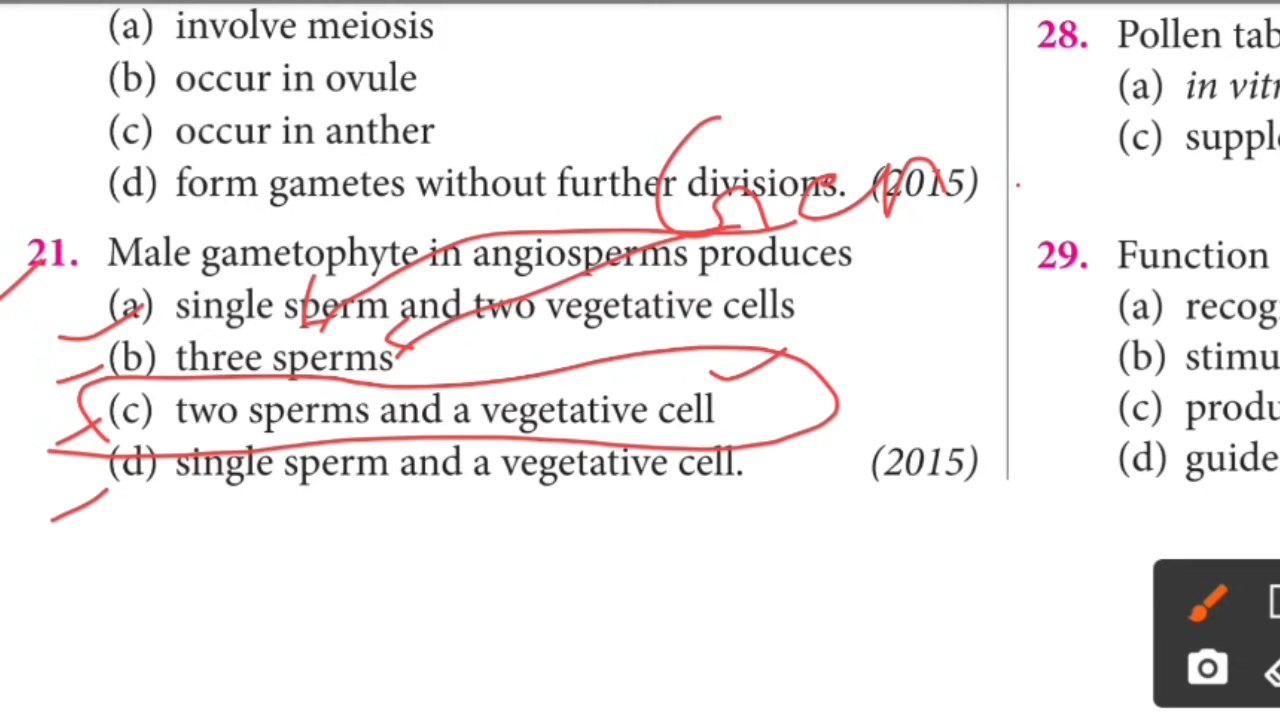 (a) involve meiosis
(b) occur in ovule
(c) occur in anther
(d) form gametes without further divisions. (2015)
21. Male gametophyte in angiosperms produces
(a) single sperm and two vegetative cells
(b) three sperms
(c) two sperms and a vegetative cell
(d) single sperm and a vegetative cell. (2015)
28. Pollen tab
(a) in vitr
(c) supple
29. Function
(a) recog
(b) stimu
(c) produ
(d) guide